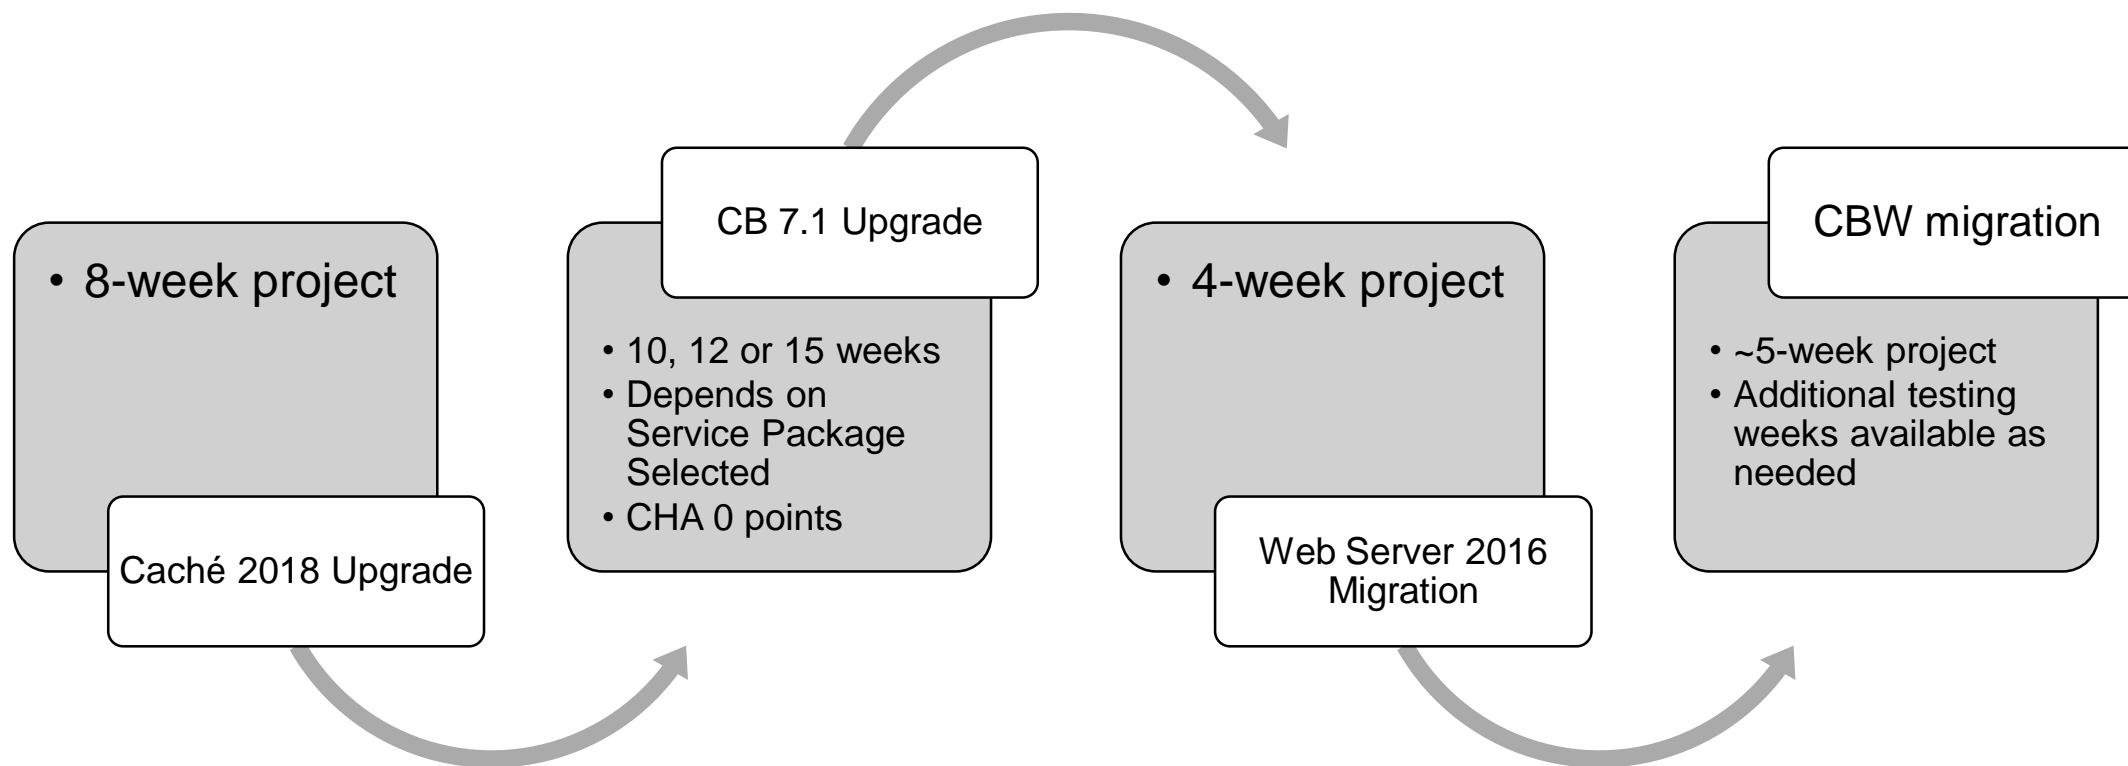 • 8-week project
Caché 2018 Upgrade
CB 7.1 Upgrade
• 10, 12 or 15 weeks
• Depends on
Service Package
Selected
• CHA 0 points
• 4-week project
Web Server 2016
Migration
CBW migration
• ~5-week project
• Additional testing
weeks available as
needed